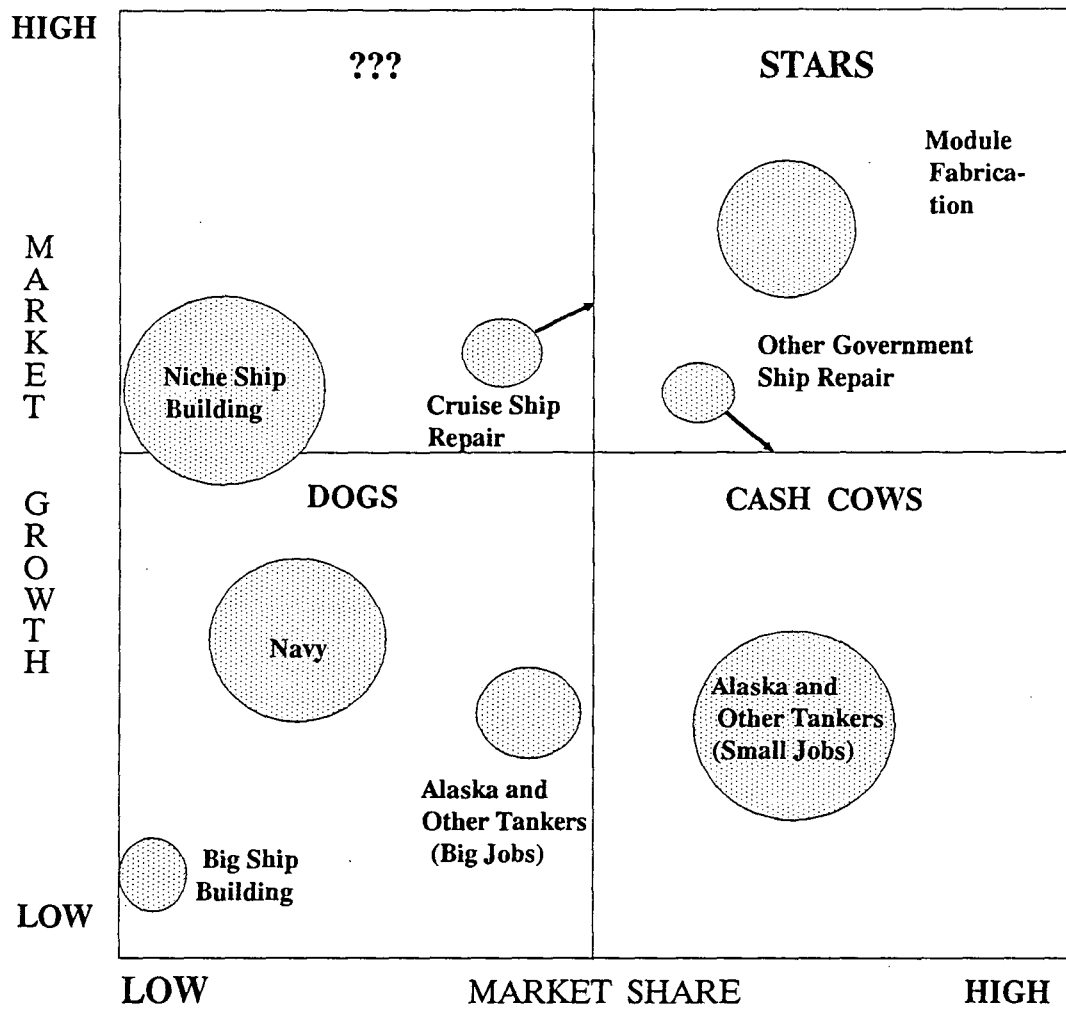 HIGH
???
STARS
Module
Fabrica-
tion
MARKET
Niche Ship
Building
Cruise Ship
Repair
Other Government
Ship Repair
GROWTH
DOGS
CASH COWS
Navy
Alaska and
Other Tankers
(Small Jobs)
Alaska and
Other Tankers
(Big Jobs)
Big Ship
Building
LOW
LOW
MARKET SHARE
HIGH